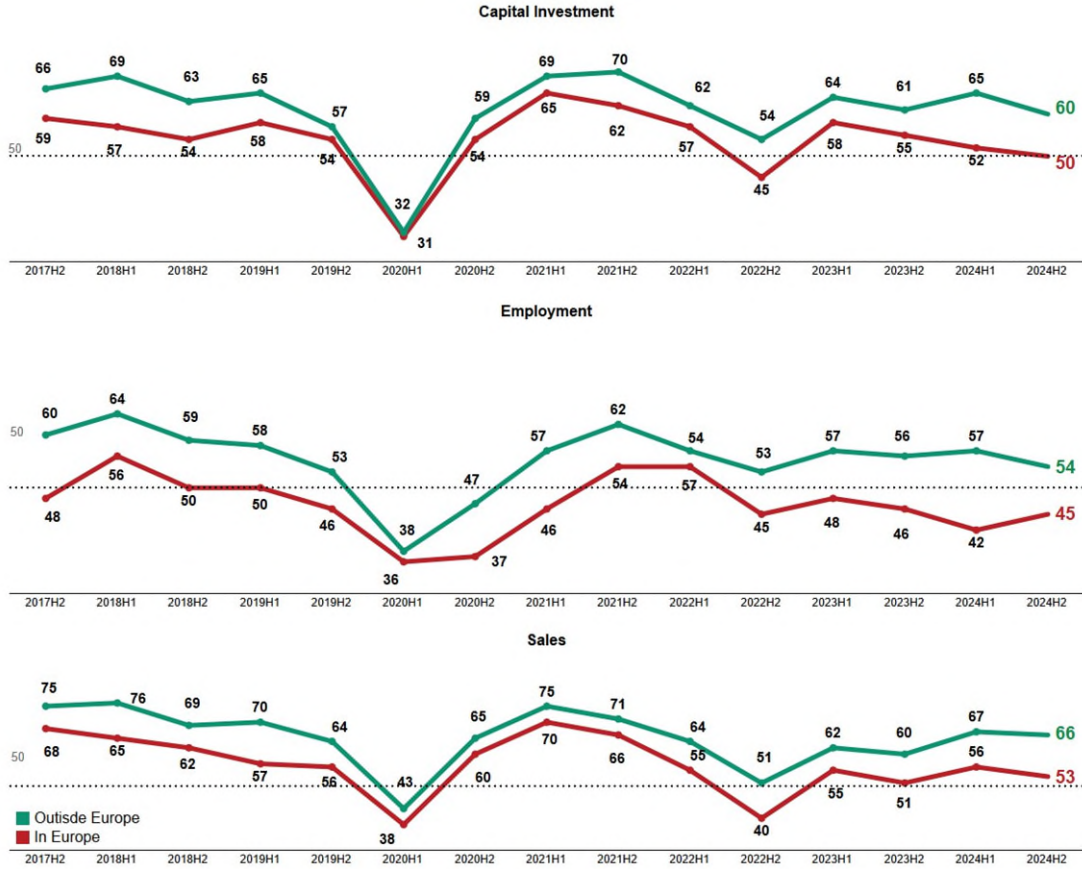 Capital Investment
66 69 63 65 57 32 59 69 70 62 54 64 61 65 60
59 57 54 58 54 31 54 65 62 57 45 58 55 52 50
50
2017H2 2018H1 2018H2 2019H1 2019H2 2020H1 2020H2 2021H1 2021H2 2022H1 2022H2 2023H1 2023H2 2024H1 2024H2
Employment
60 64 59 58 53 38 47 57 62 54 53 57 56 57 54
50
48 56 50 50 46 36 37 46 54 57 45 48 46 42 45
2017H2 2018H1 2018H2 2019H1 2019H2 2020H1 2020H2 2021H1 2021H2 2022H1 2022H2 2023H1 2023H2 2024H1 2024H2
Sales
75 76 69 70 64 43 65 75 71 64 51 62 60 67 66
50
68 65 62 57 56 38 60 70 66 55 40 55 51 56 53
Outisde Europe
In Europe
2017H2 2018H1 2018H2 2019H1 2019H2 2020H1 2020H2 2021H1 2021H2 2022H1 2022H2 2023H1 2023H2 2024H1 2024H2